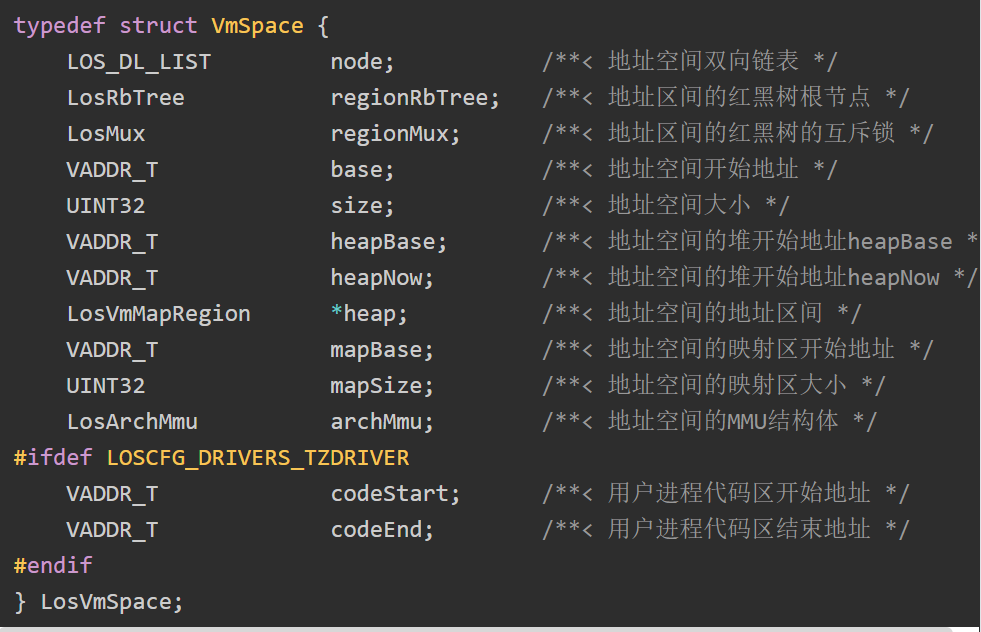 typedef struct VmSpace {
    LOS_DL_LIST         node;           /**< 地址空间双向链表 */
    LosRbTree           regionRbTree;   /**< 地址区间的红黑树根节点 */
    LosMux              regionMux;      /**< 地址区间的红黑树的互斥锁 */
    VADDR_T             base;           /**< 地址空间开始地址 */
    UINT32              size;           /**< 地址空间大小 */
    VADDR_T             heapBase;       /**< 地址空间的堆开始地址heapBase *
    VADDR_T             heapNow;        /**< 地址空间的堆开始地址heapNow */
    LosVmMapRegion      *heap;          /**< 地址空间的地址区间 */
    VADDR_T             mapBase;        /**< 地址空间的映射区开始地址 */
    UINT32              mapSize;        /**< 地址空间的映射区大小 */
    LosArchMmu          archMmu;        /**< 地址空间的MMU结构体 */
#ifdef LOSCFG_DRIVERS_TZDRIVER
    VADDR_T             codeStart;      /**< 用户进程代码区开始地址 */
    VADDR_T             codeEnd;        /**< 用户进程代码区结束地址 */
#endif
} LosVmSpace;